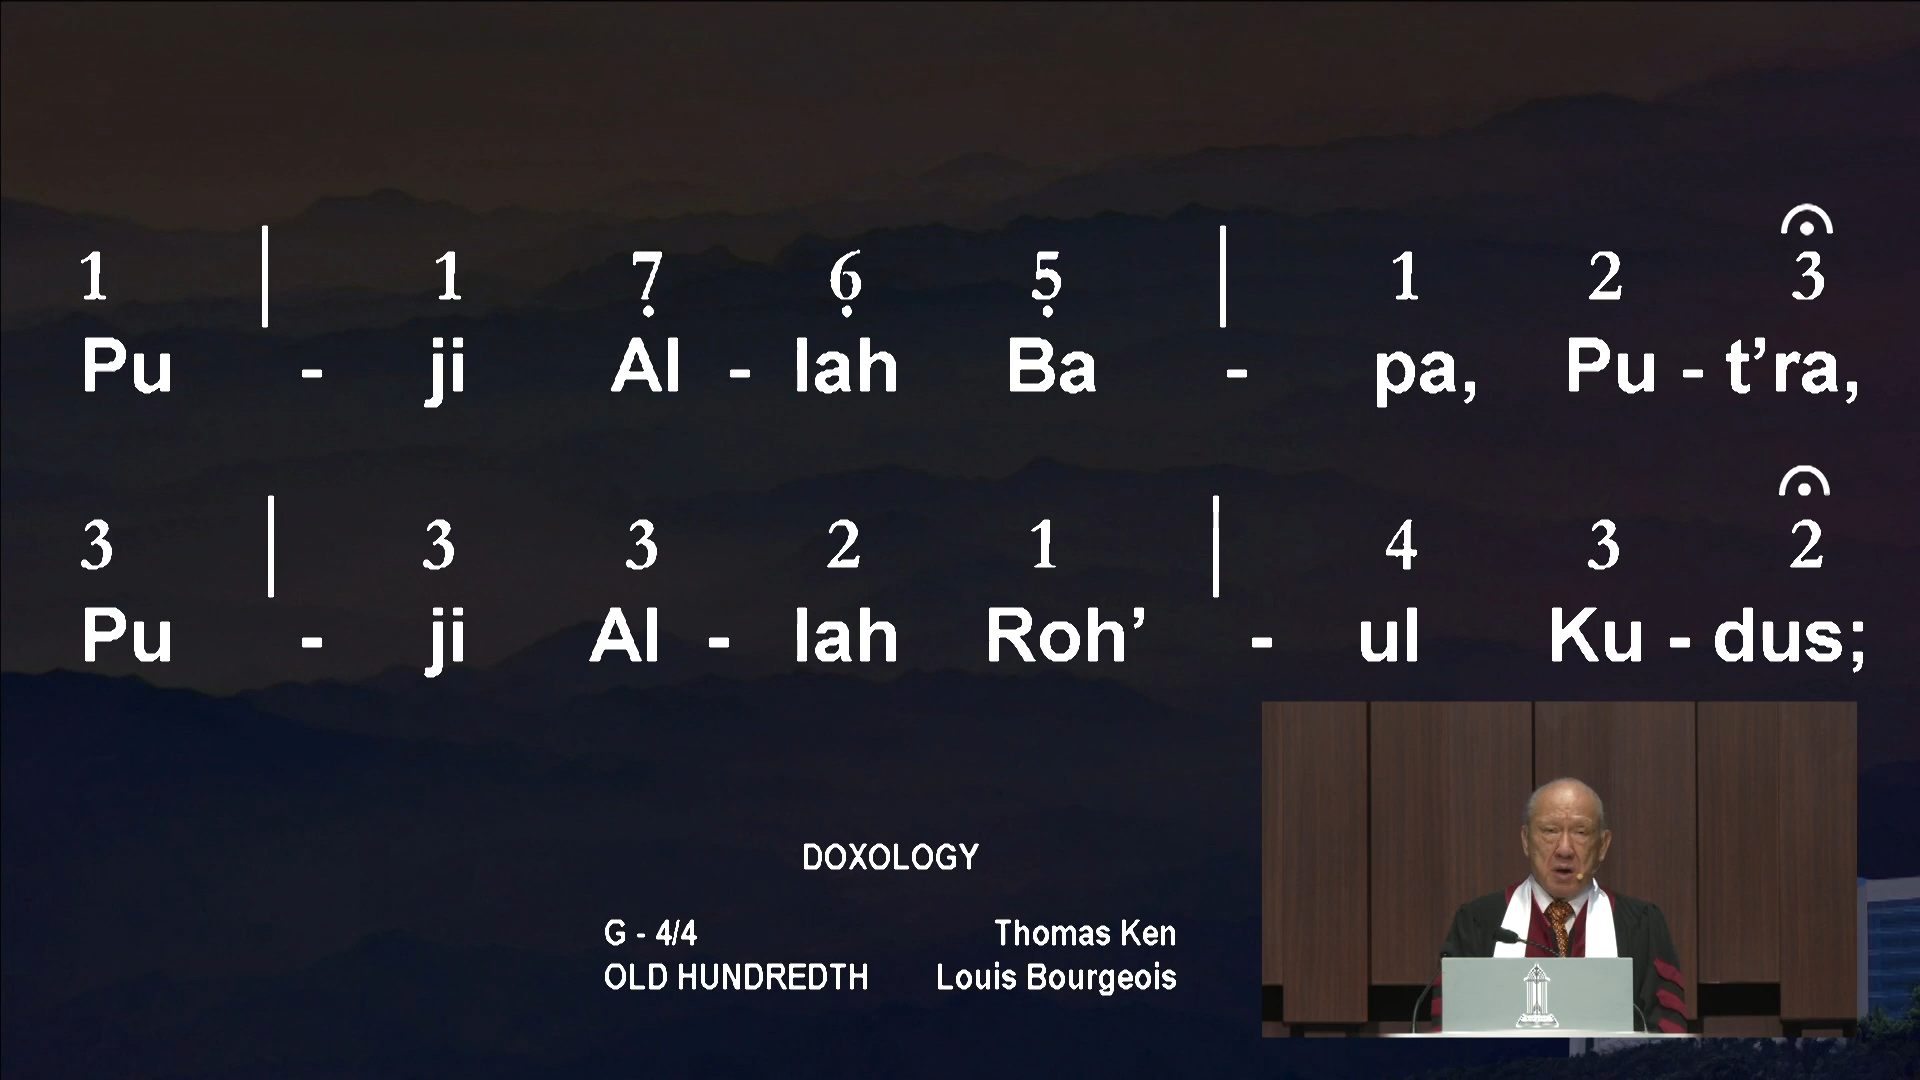 1 | 1 7̣ 6̣ 5̣ | 1 2 3
Pu - ji Al - lah Ba - pa, Pu - t’ra,
3 | 3 3 2 1 | 4 3 2
Pu - ji Al - lah Roh’ - ul Ku - dus;
DOXOLOGY
G - 4/4 Thomas Ken
OLD HUNDREDTH Louis Bourgeois